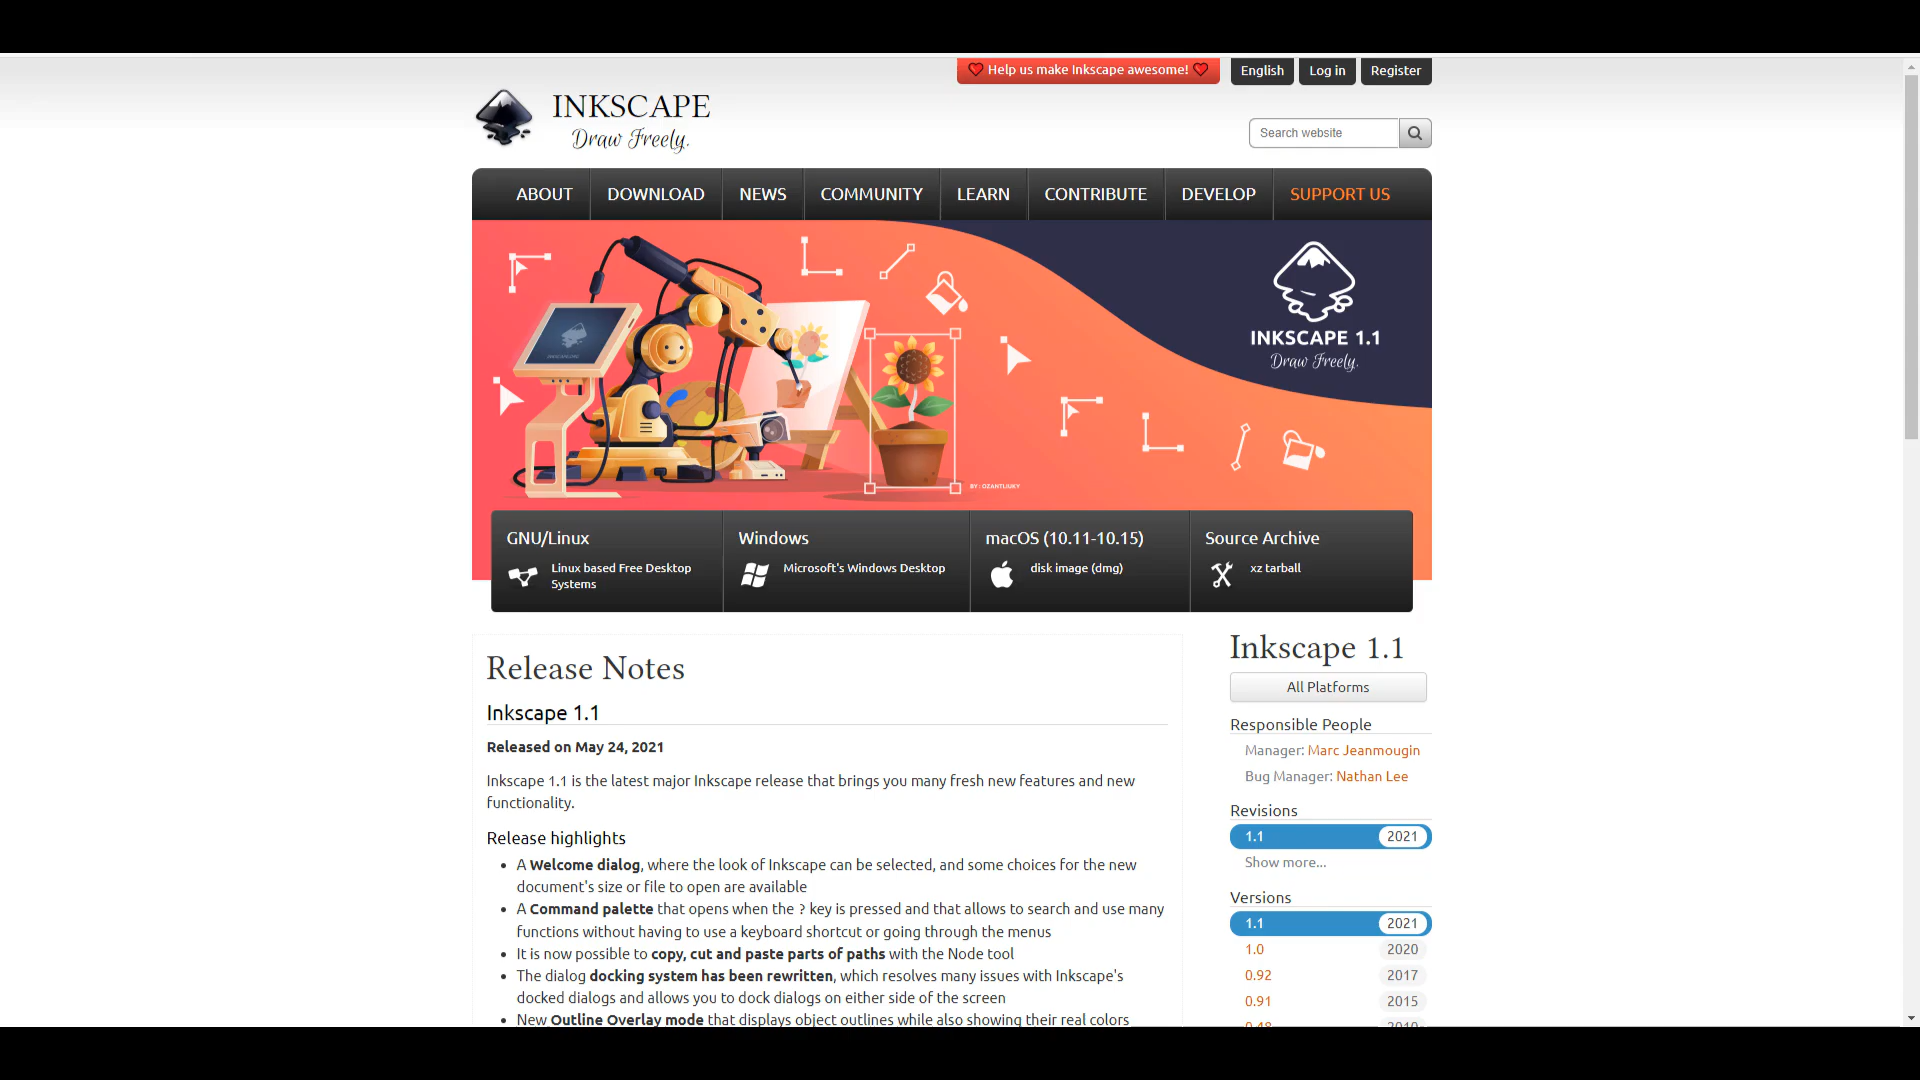 Help us make Inkscape awesome!
English
Log in
Register
INKSCAPE
Draw Freely.
Search website
ABOUT
DOWNLOAD
NEWS
COMMUNITY
LEARN
CONTRIBUTE
DEVELOP
SUPPORT US
INKSCAPE 1.1
Draw Freely.
BY : OZANTLIUKY
GNU/Linux
Linux based Free Desktop
Systems
Windows
Microsoft's Windows Desktop
macOS (10.11-10.15)
disk image (dmg)
Source Archive
xz tarball
Release Notes
Inkscape 1.1
Released on May 24, 2021
Inkscape 1.1 is the latest major Inkscape release that brings you many fresh new features and new
functionality.
Release highlights
• A Welcome dialog, where the look of Inkscape can be selected, and some choices for the new
document's size or file to open are available
• A Command palette that opens when the ? key is pressed and that allows to search and use many
functions without having to use a keyboard shortcut or going through the menus
• It is now possible to copy, cut and paste parts of paths with the Node tool
• The dialog docking system has been rewritten, which resolves many issues with Inkscape's
docked dialogs and allows you to dock dialogs on either side of the screen
• New Outline Overlay mode that displays object outlines while also showing their real colors
Inkscape 1.1
All Platforms
Responsible People
Manager: Marc Jeanmougin
Bug Manager: Nathan Lee
Revisions
1.1 2021
Show more...
Versions
1.1 2021
1.0 2020
0.92 2017
0.91 2015
0.48 2010